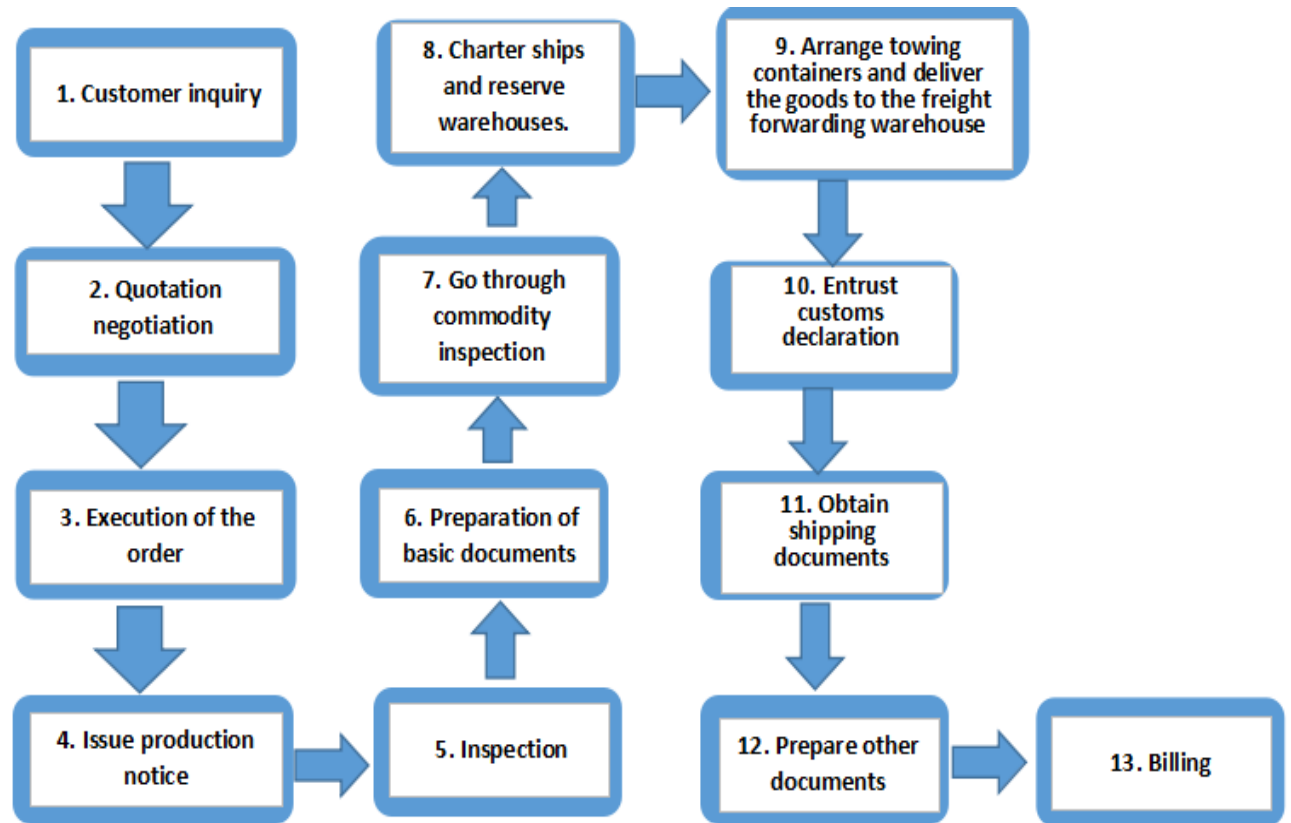 1. Customer inquiry
2. Quotation
negotiation
3. Execution of the
order
4. Issue production
notice
5. Inspection
6. Preparation of
basic documents
7. Go through
commodity
inspection
8. Charter ships
and reserve
warehouses.
9. Arrange towing
containers and deliver
the goods to the freight
forwarding warehouse
10. Entrust
customs
declaration
11. Obtain
shipping
documents
12. Prepare other
documents
13. Billing